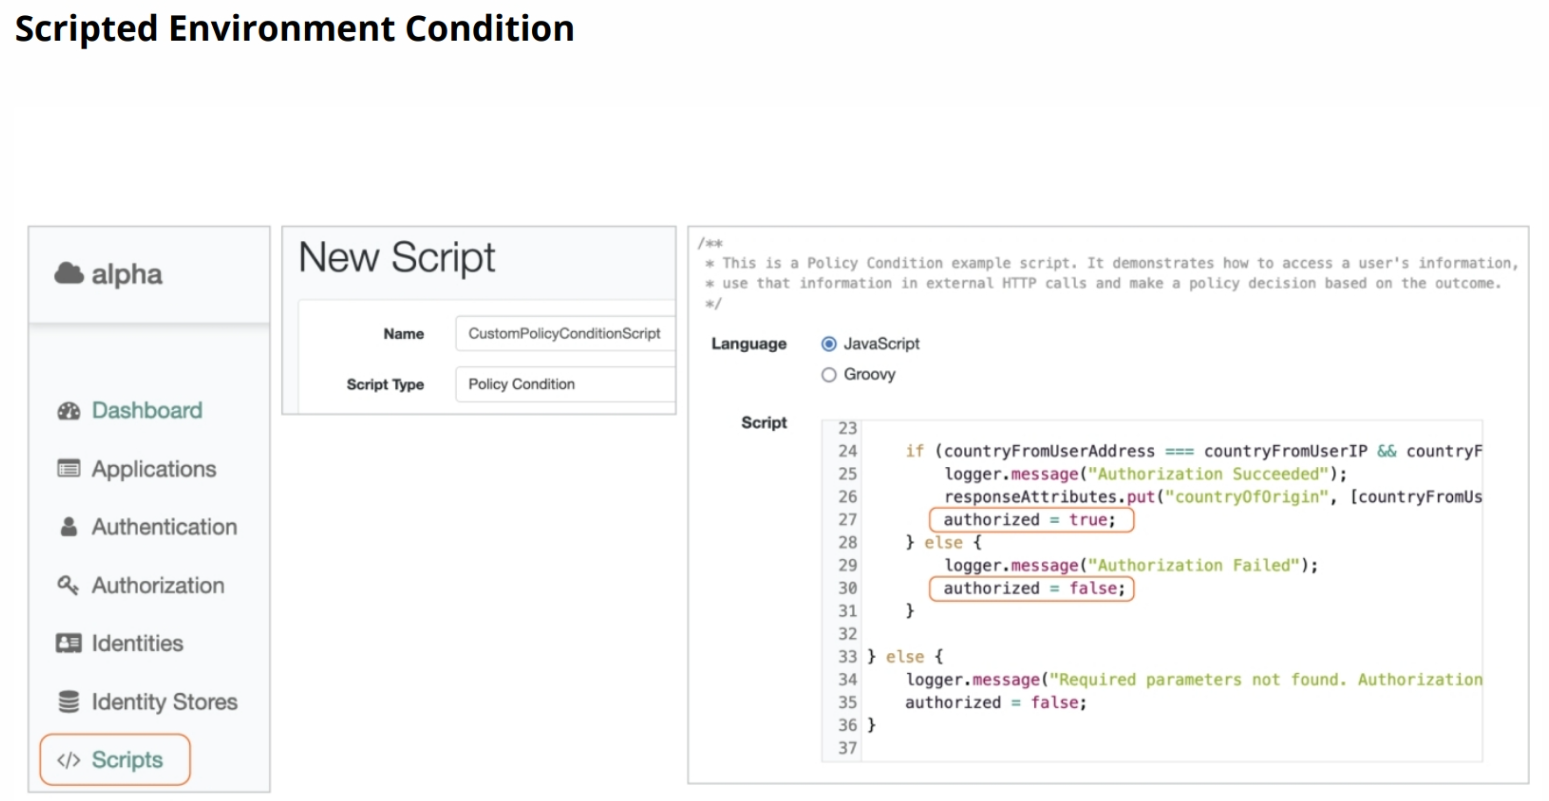 Scripted Environment Condition
alpha
Dashboard
Applications
Authentication
Authorization
Identities
Identity Stores
</> Scripts
New Script
Name CustomPolicyConditionScript
Script Type Policy Condition
/**
* This is a Policy Condition example script. It demonstrates how to access a user's information,
* use that information in external HTTP calls and make a policy decision based on the outcome.
*/
Language JavaScript
Groovy
Script
23
24 if (countryFromUserAddress === countryFromUserIP && countryF
25 logger.message("Authorization Succeeded");
26 responseAttributes.put("countryOfOrigin", [countryFromUs
27 authorized = true;
28 } else {
29 logger.message("Authorization Failed");
30 authorized = false;
31 }
32
33 } else {
34 logger.message("Required parameters not found. Authorization
35 authorized = false;
36 }
37